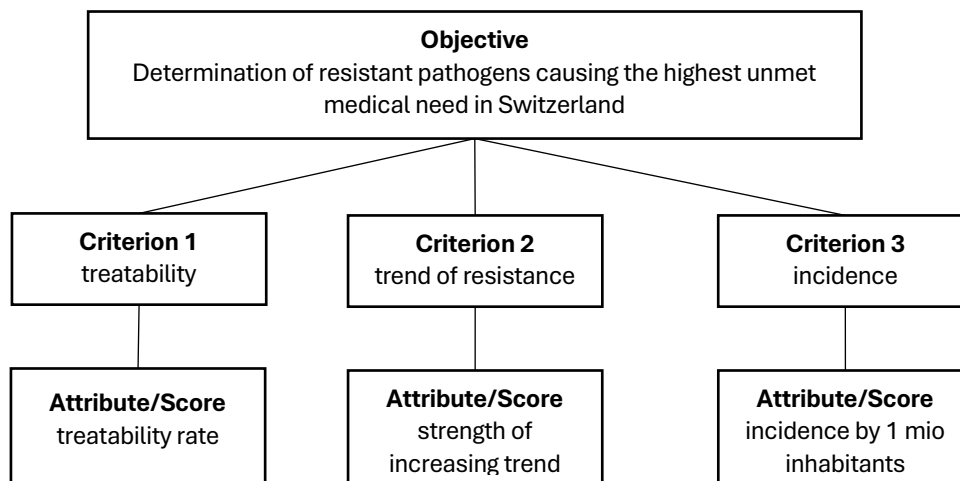 Objective
Determination of resistant pathogens causing the highest unmet
medical need in Switzerland
Criterion 1
treatability
Criterion 2
trend of resistance
Criterion 3
incidence
Attribute/Score
treatability rate
Attribute/Score
strength of
increasing trend
Attribute/Score
incidence by 1 mio
inhabitants